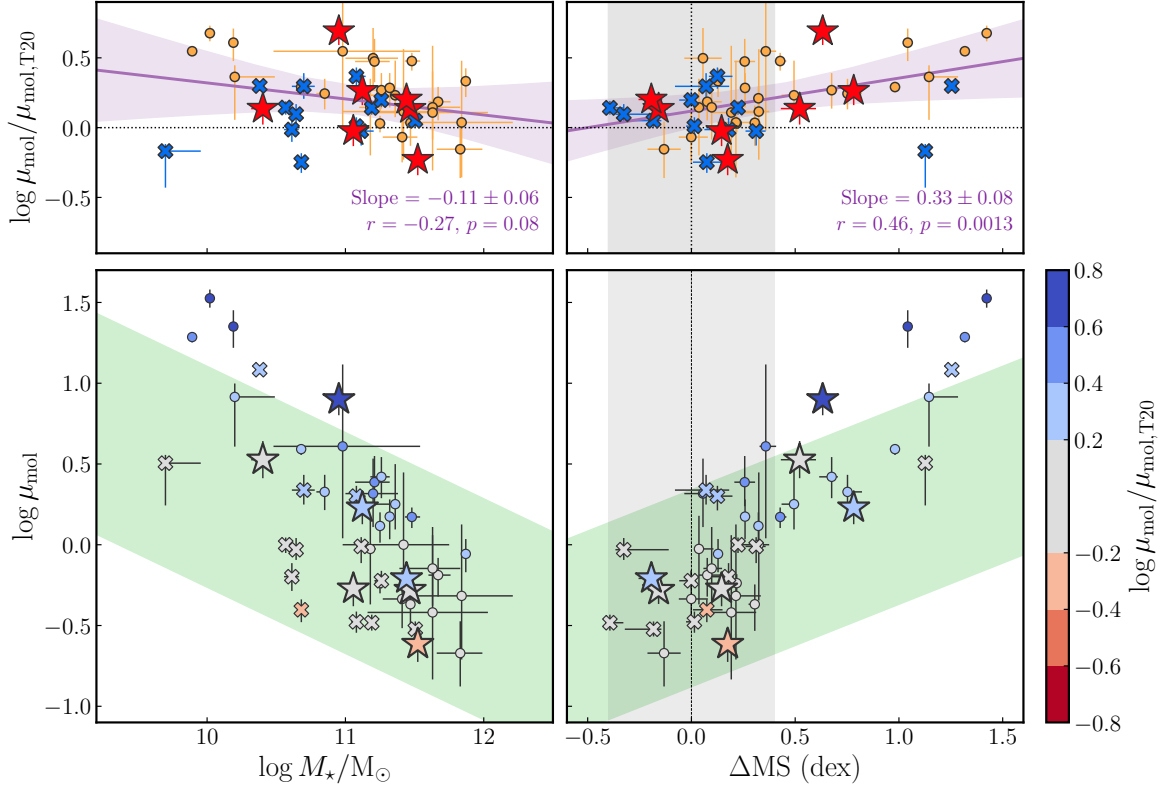 log μmol/μmol,T20
0.5
0.0
−0.5
Slope = −0.11 ± 0.06
r = −0.27, p = 0.08
Slope = 0.33 ± 0.08
r = 0.46, p = 0.0013
log μmol
1.5
1.0
0.5
0.0
−0.5
−1.0
10
11
12
log M⋆/M⊙
−0.5
0.0
0.5
1.0
1.5
ΔMS (dex)
0.8
0.6
0.4
0.2
−0.2
−0.4
−0.6
−0.8
log μmol/μmol,T20